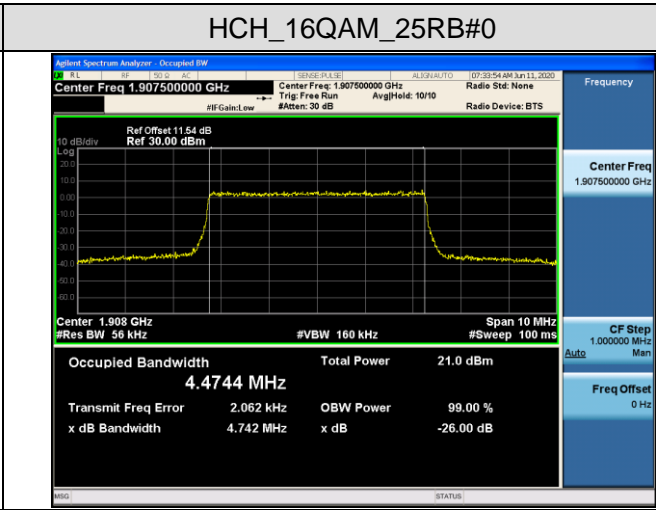 HCH_16QAM_25RB#0
Agilent Spectrum Analyzer - Occupied BW
RL RF 50 Ω AC SENSE:PULSE ALIGNAUTO 07:33:54 AM Jun 11, 2020
Center Freq 1.907500000 GHz Center Freq: 1.907500000 GHz Radio Std: None
Trig: Free Run Avg|Hold: 10/10
#IFGain:Low #Atten: 30 dB Radio Device: BTS
Ref Offset 11.54 dB
10 dB/div Ref 30.00 dBm
Log
20.0
10.0
0.00
-10.0
-20.0
-30.0
-40.0
-50.0
-60.0
Center 1.908 GHz Span 10 MHz
#Res BW 56 kHz #VBW 160 kHz #Sweep 100 ms
Occupied Bandwidth Total Power 21.0 dBm
4.4744 MHz
Transmit Freq Error 2.062 kHz OBW Power 99.00 %
x dB Bandwidth 4.742 MHz x dB -26.00 dB
MSG STATUS
Frequency
Center Freq
1.907500000 GHz
CF Step
1.000000 MHz
Auto Man
Freq Offset
0 Hz